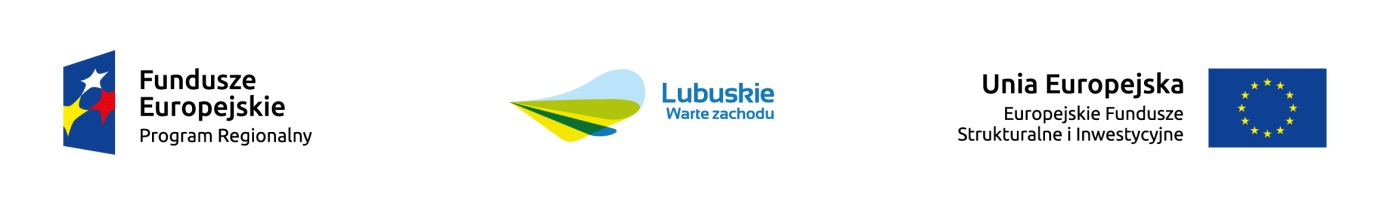 Fundusze
Europejskie
Program Regionalny
Lubuskie
Warte zachodu
Unia Europejska
Europejskie Fundusze
Strukturalne i Inwestycyjne